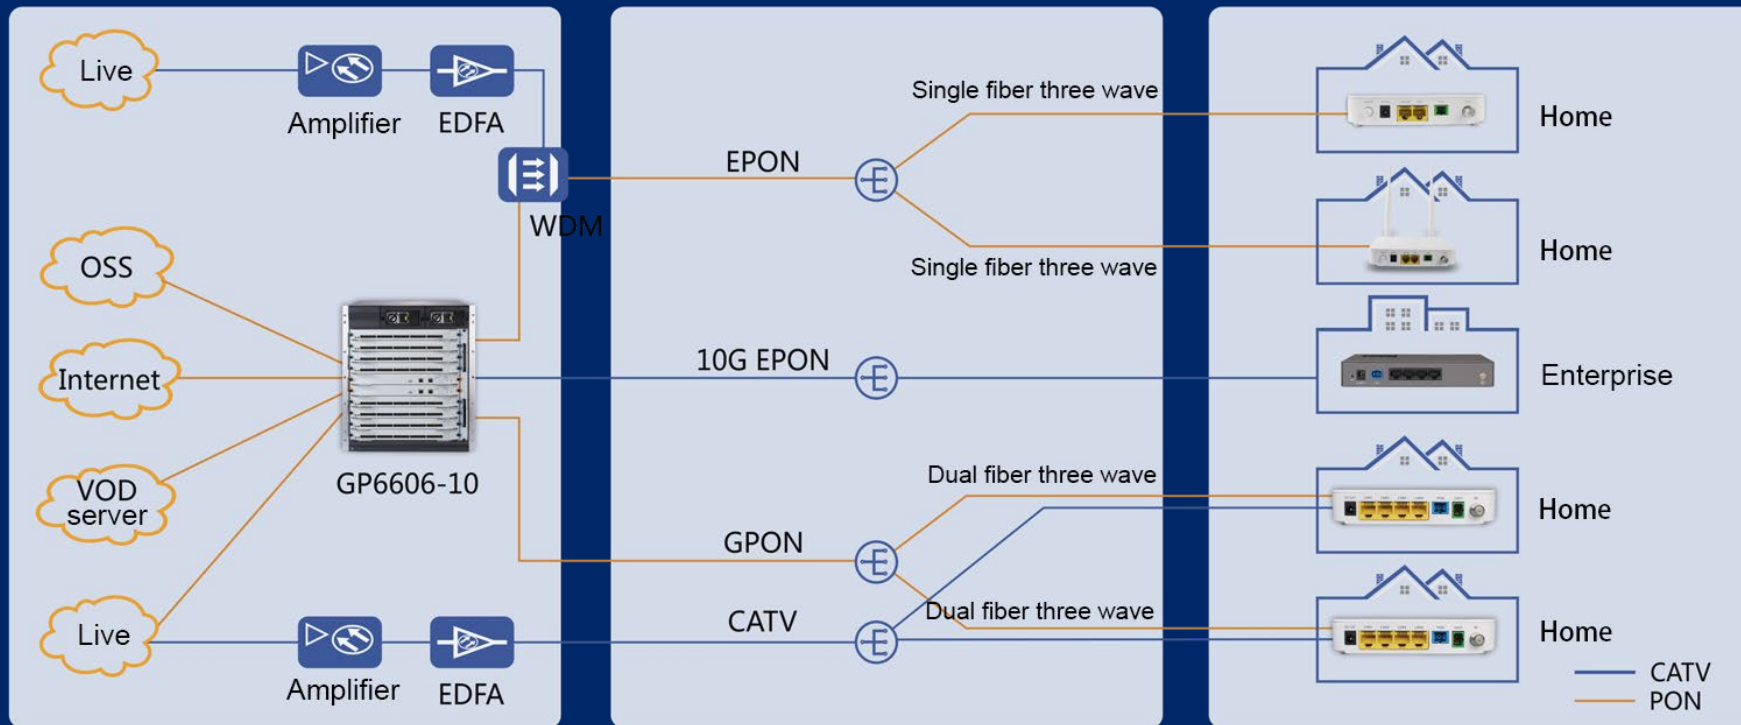 Live
Amplifier
EDFA
WDM
OSS
Internet
VOD
server
Live
GP6606-10
Amplifier
EDFA
Single fiber three wave
EPON
Single fiber three wave
10G EPON
Dual fiber three wave
GPON
Dual fiber three wave
CATV
Home
Home
Enterprise
Home
Home
CATV
PON